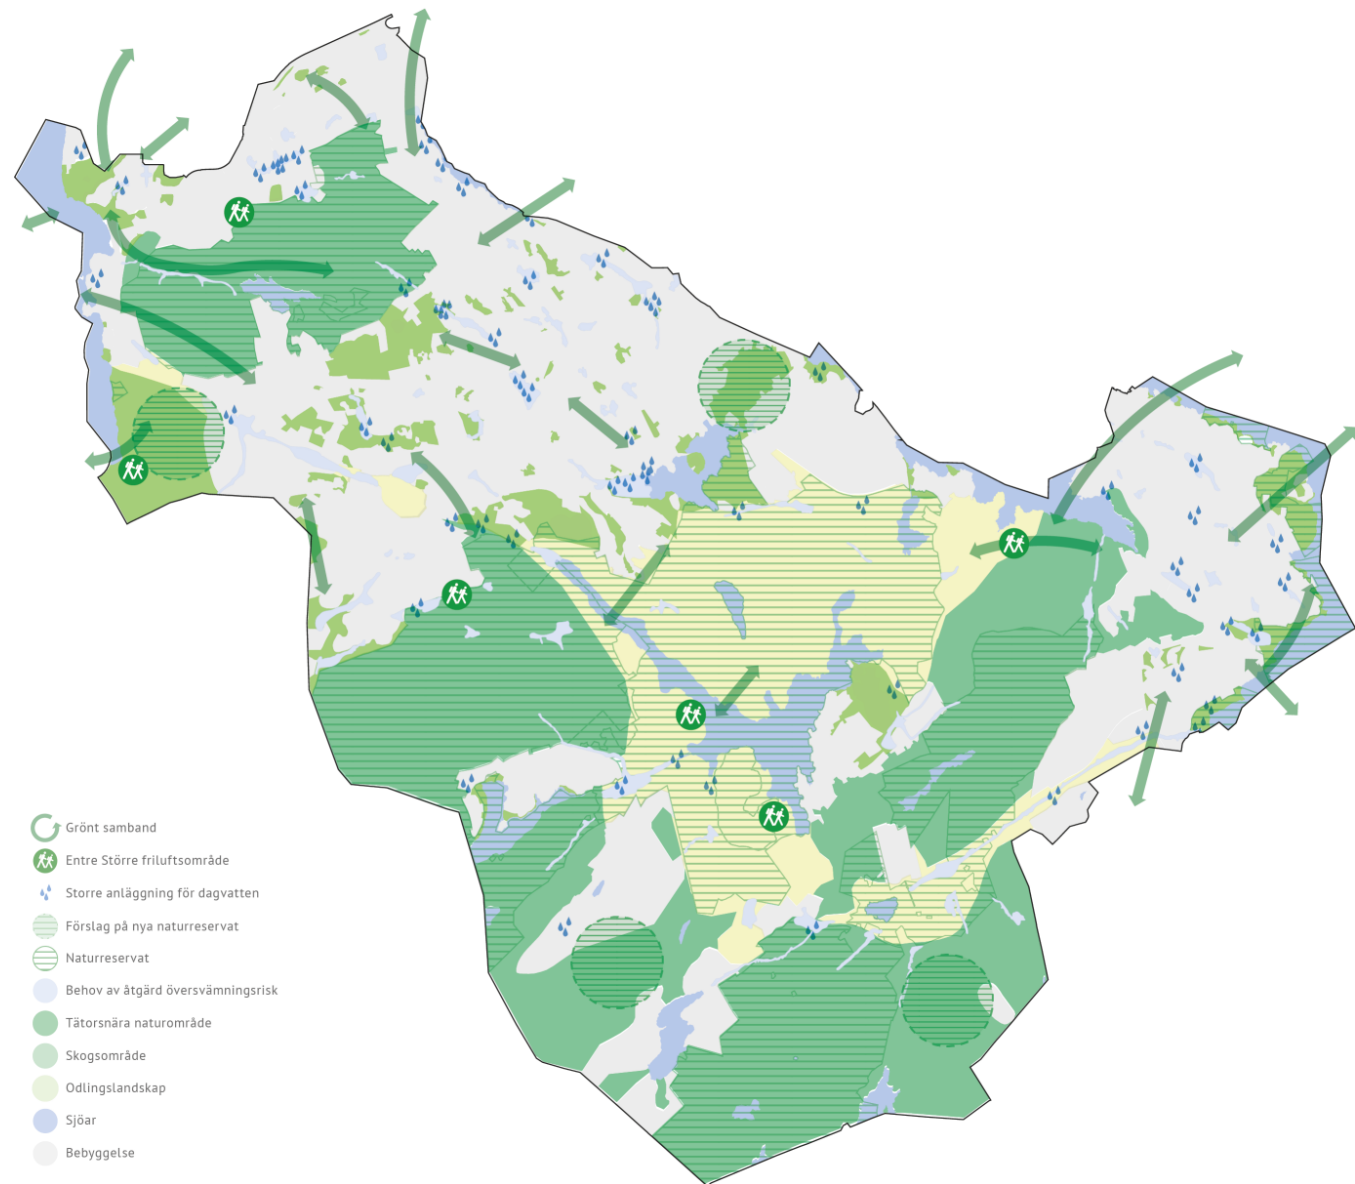 Grönt samband
Entre Större friluftsområde
Storre anläggning för dagvatten
Förslag på nya naturreservat
Naturreservat
Behov av åtgärd översvämningsrisk
Tätorsnära naturområde
Skogsområde
Odlingslandskap
Sjöar
Bebyggelse